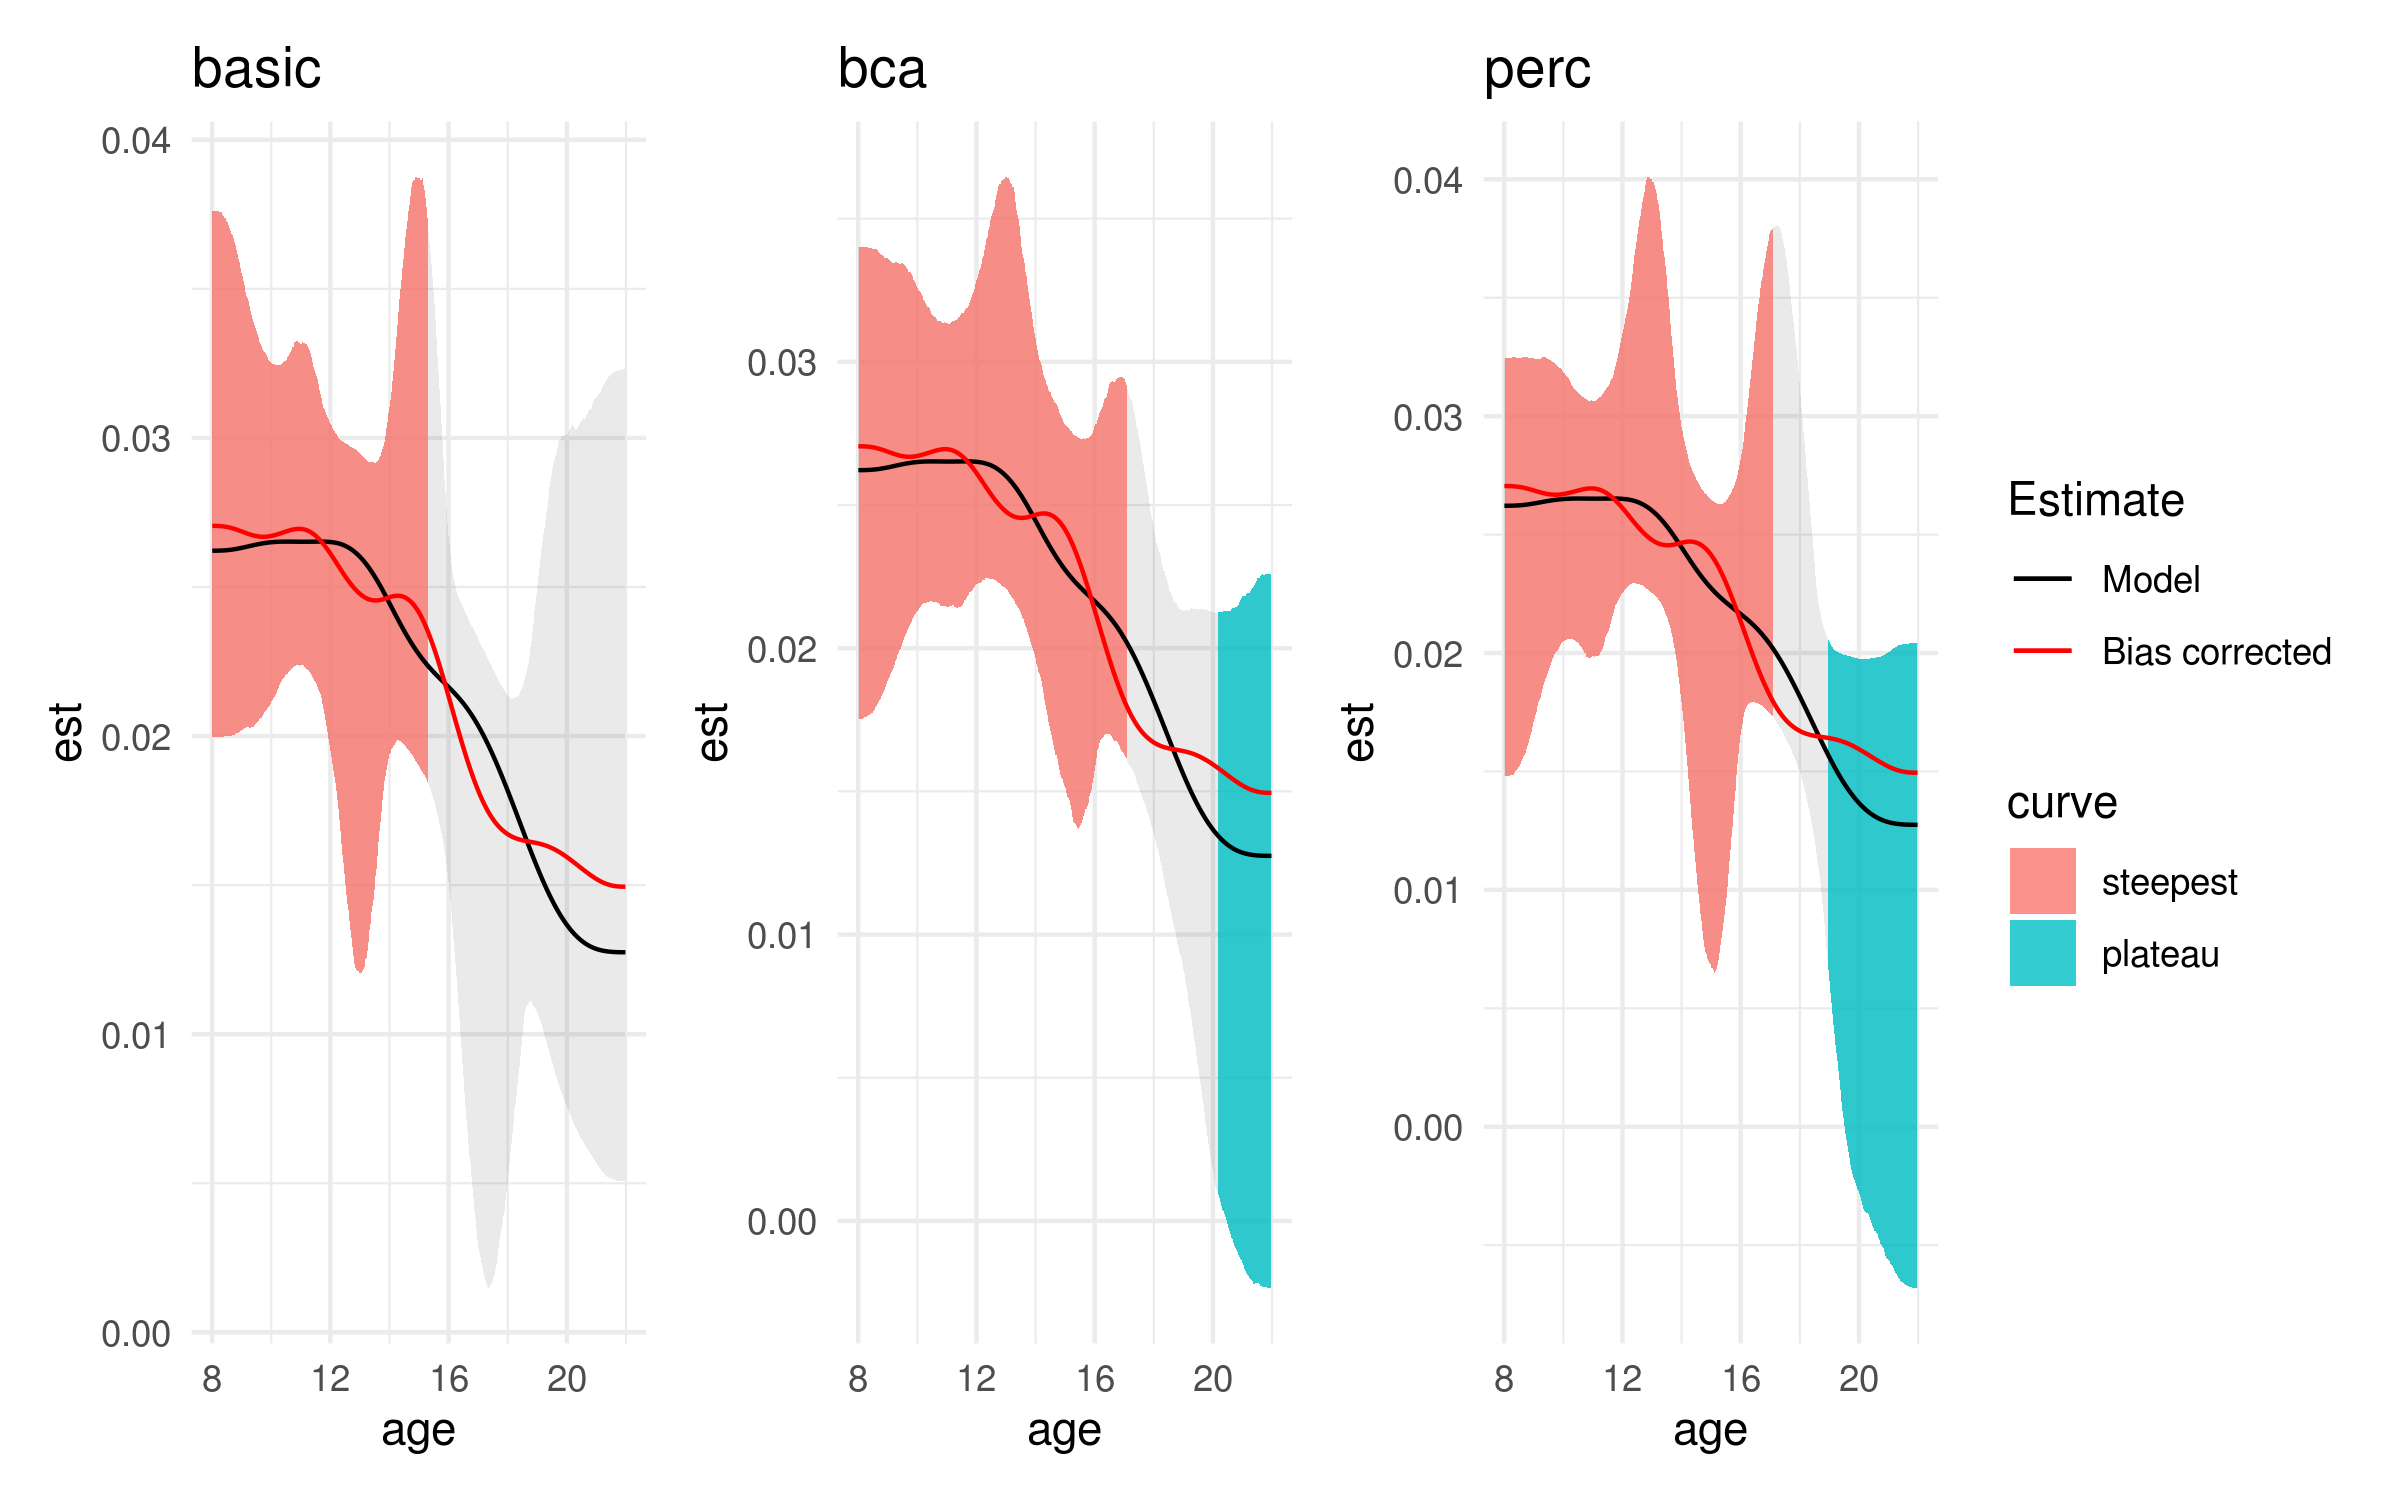 basic
0.04
0.03
0.02
0.01
0.00
est
8 12 16 20
age
bca
0.03
0.02
0.01
0.00
est
8 12 16 20
age
perc
0.04
0.03
0.02
0.01
0.00
est
8 12 16 20
age
Estimate
Model
Bias corrected
curve
steepest
plateau